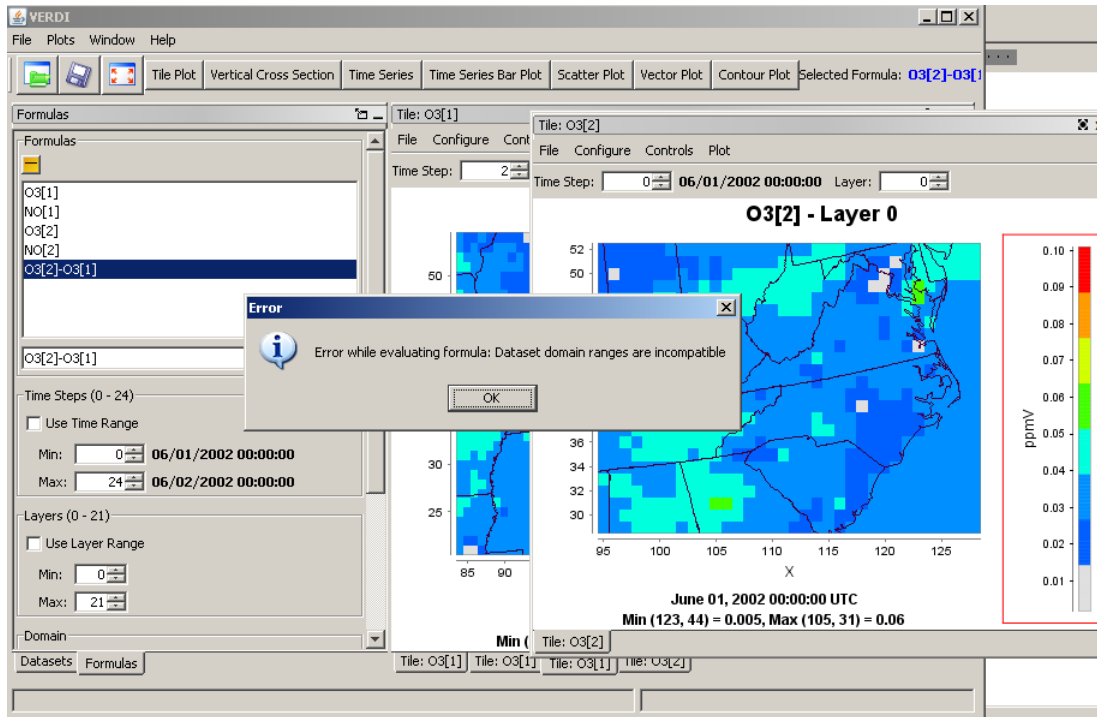 VERDI
File Plots Window Help
Tile Plot Vertical Cross Section Time Series Time Series Bar Plot Scatter Plot Vector Plot Contour Plot Selected Formula: O3[2]-O3[1
Formulas
Formulas
O3[1]
NO[1]
O3[2]
NO[2]
O3[2]-O3[1]
O3[2]-O3[1]
Time Steps (0 - 24)
Use Time Range
Min: 0 06/01/2002 00:00:00
Max: 24 06/02/2002 00:00:00
Layers (0 - 21)
Use Layer Range
Min: 0
Max: 21
Domain
Datasets Formulas
Tile: O3[1]
File Configure Cont
Time Step: 2
50
30
25
85 90
Min (
Tile: O3[1] Tile: O3[1] Tile: O3[1] Tile: O3[2]
Tile: O3[2]
File Configure Controls Plot
Time Step: 0 06/01/2002 00:00:00 Layer: 0
O3[2] - Layer 0
52
50
36
34
32
30
95 100 105 110 115 120 125
X
0.10
0.09
0.08
0.07
0.06
0.05
0.04
0.03
0.02
0.01
ppmV
June 01, 2002 00:00:00 UTC
Min (123, 44) = 0.005, Max (105, 31) = 0.06
Tile: O3[2]
Error
Error while evaluating formula: Dataset domain ranges are incompatible
OK